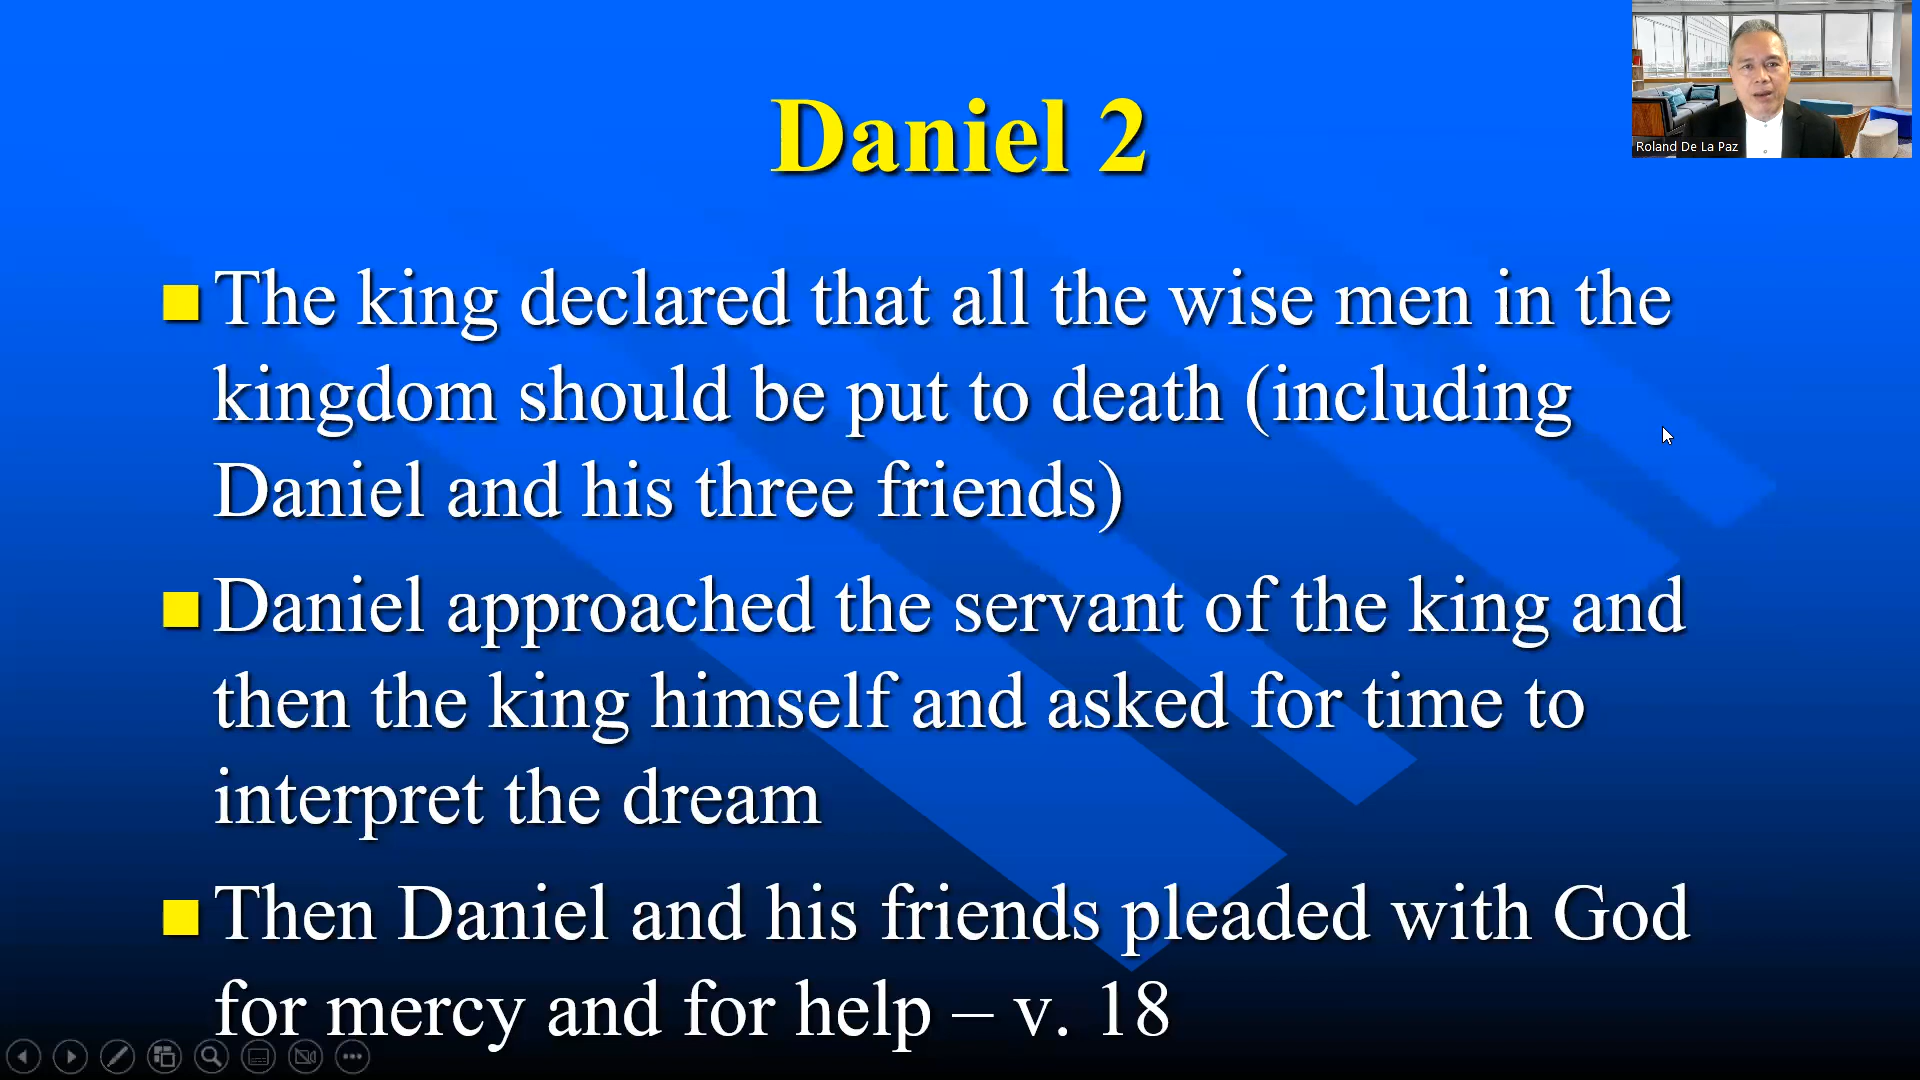 Daniel 2
Roland De La Paz
The king declared that all the wise men in the
kingdom should be put to death (including
Daniel and his three friends)
Daniel approached the servant of the king and
then the king himself and asked for time to
interpret the dream
Then Daniel and his friends pleaded with God
for mercy and for help – v. 18